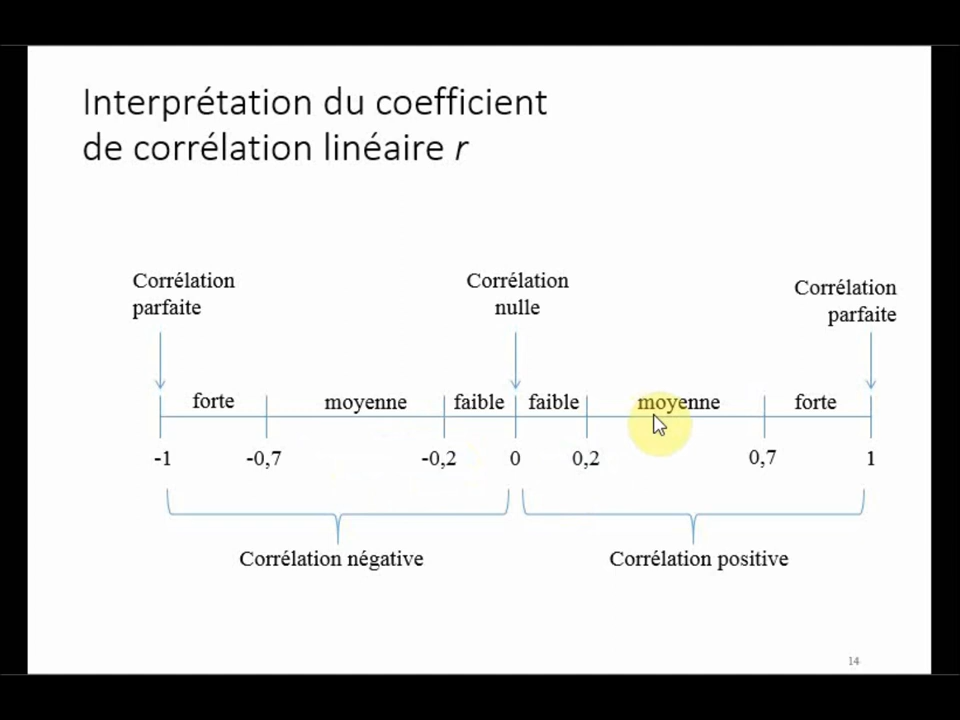 Interprétation du coefficient
de corrélation linéaire r
Corrélation
parfaite
Corrélation
nulle
Corrélation
parfaite
forte moyenne faible faible moyenne forte
-1 -0,7 -0,2 0 0,2 0,7 1
Corrélation négative
Corrélation positive
14